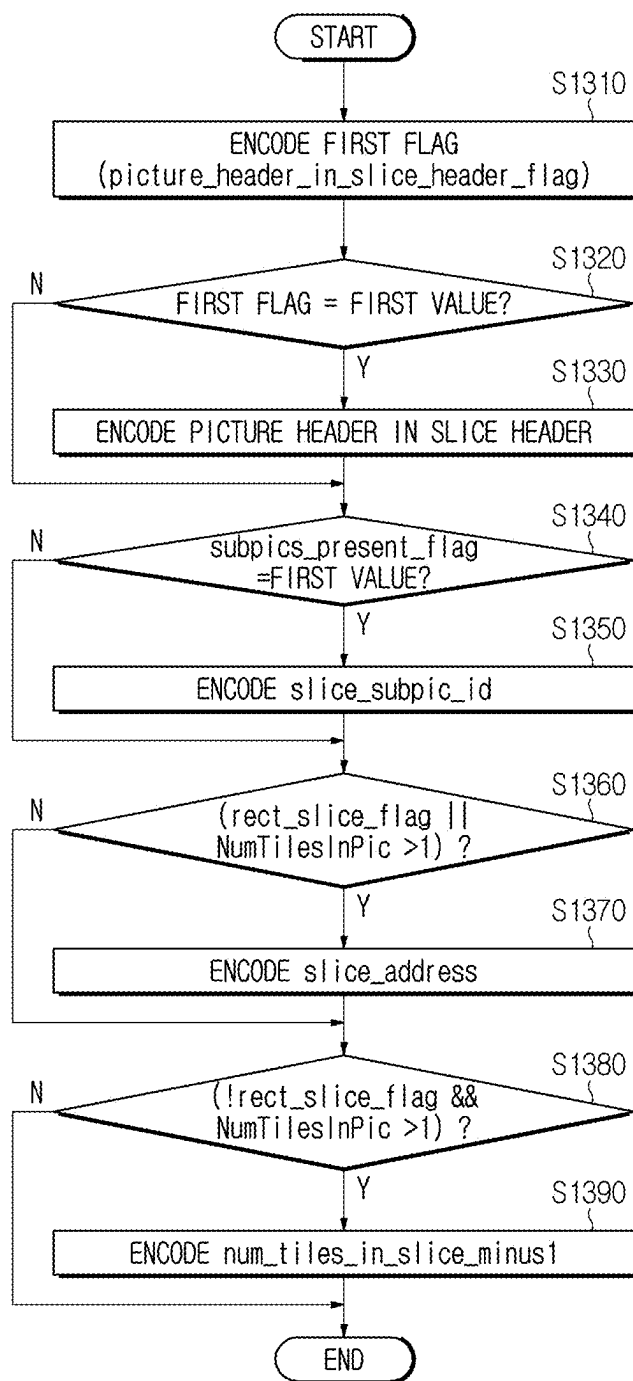 START
S1310
ENCODE FIRST FLAG
(picture_header_in_slice_header_flag)
S1320
N
FIRST FLAG = FIRST VALUE?
Y
S1330
ENCODE PICTURE HEADER IN SLICE HEADER
S1340
N
subpics_present_flag
=FIRST VALUE?
Y
S1350
ENCODE slice_subpic_id
S1360
N
(rect_slice_flag ||
NumTilesInPic >1) ?
Y
S1370
ENCODE slice_address
S1380
N
(!rect_slice_flag &&
NumTilesInPic >1) ?
Y
S1390
ENCODE num_tiles_in_slice_minus1
END